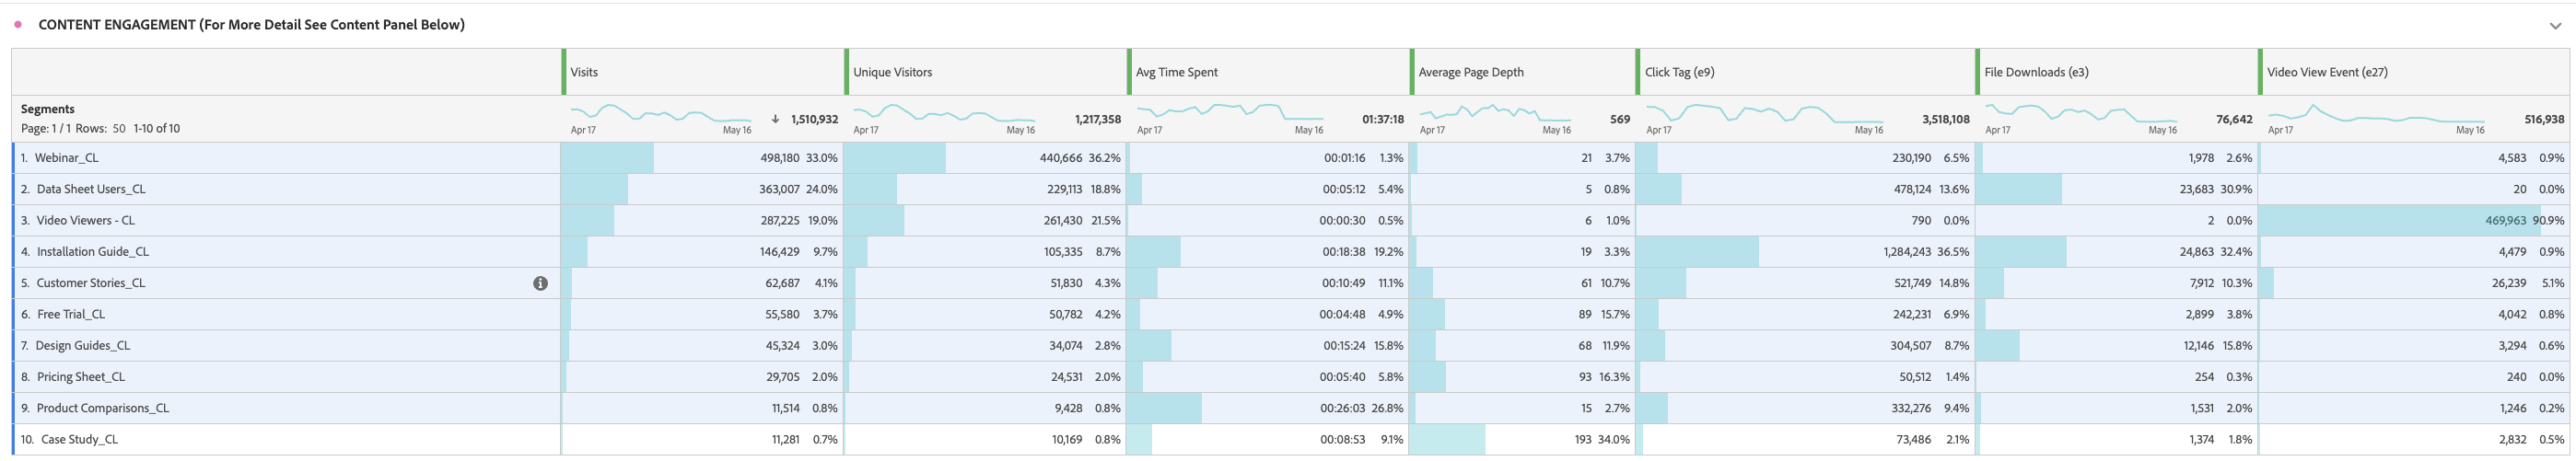 CONTENT ENGAGEMENT (For More Detail See Content Panel Below)
Visits Unique Visitors Avg Time Spent Average Page Depth Click Tag (e9) File Downloads (e3) Video View Event (e27)
Segments
Page: 1 / 1 Rows: 50 1-10 of 10
↓ 1,510,932 1,217,358 01:37:18 569 3,518,108 76,642 516,938
Apr 17 May 16 Apr 17 May 16 Apr 17 May 16 Apr 17 May 16 Apr 17 May 16 Apr 17 May 16 Apr 17 May 16
1. Webinar_CL 498,180 33.0% 440,666 36.2% 00:01:16 1.3% 21 3.7% 230,190 6.5% 1,978 2.6% 4,583 0.9%
2. Data Sheet Users_CL 363,007 24.0% 229,113 18.8% 00:05:12 5.4% 5 0.8% 478,124 13.6% 23,683 30.9% 20 0.0%
3. Video Viewers - CL 287,225 19.0% 261,430 21.5% 00:00:30 0.5% 6 1.0% 790 0.0% 2 0.0% 469,963 90.9%
4. Installation Guide_CL 146,429 9.7% 105,335 8.7% 00:18:38 19.2% 19 3.3% 1,284,243 36.5% 24,863 32.4% 4,479 0.9%
5. Customer Stories_CL 62,687 4.1% 51,830 4.3% 00:10:49 11.1% 61 10.7% 521,749 14.8% 7,912 10.3% 26,239 5.1%
6. Free Trial_CL 55,580 3.7% 50,782 4.2% 00:04:48 4.9% 89 15.7% 242,231 6.9% 2,899 3.8% 4,042 0.8%
7. Design Guides_CL 45,324 3.0% 34,074 2.8% 00:15:24 15.8% 68 11.9% 304,507 8.7% 12,146 15.8% 3,294 0.6%
8. Pricing Sheet_CL 29,705 2.0% 24,531 2.0% 00:05:40 5.8% 93 16.3% 50,512 1.4% 254 0.3% 240 0.0%
9. Product Comparisons_CL 11,514 0.8% 9,428 0.8% 00:26:03 26.8% 15 2.7% 332,276 9.4% 1,531 2.0% 1,246 0.2%
10. Case Study_CL 11,281 0.7% 10,169 0.8% 00:08:53 9.1% 193 34.0% 73,486 2.1% 1,374 1.8% 2,832 0.5%